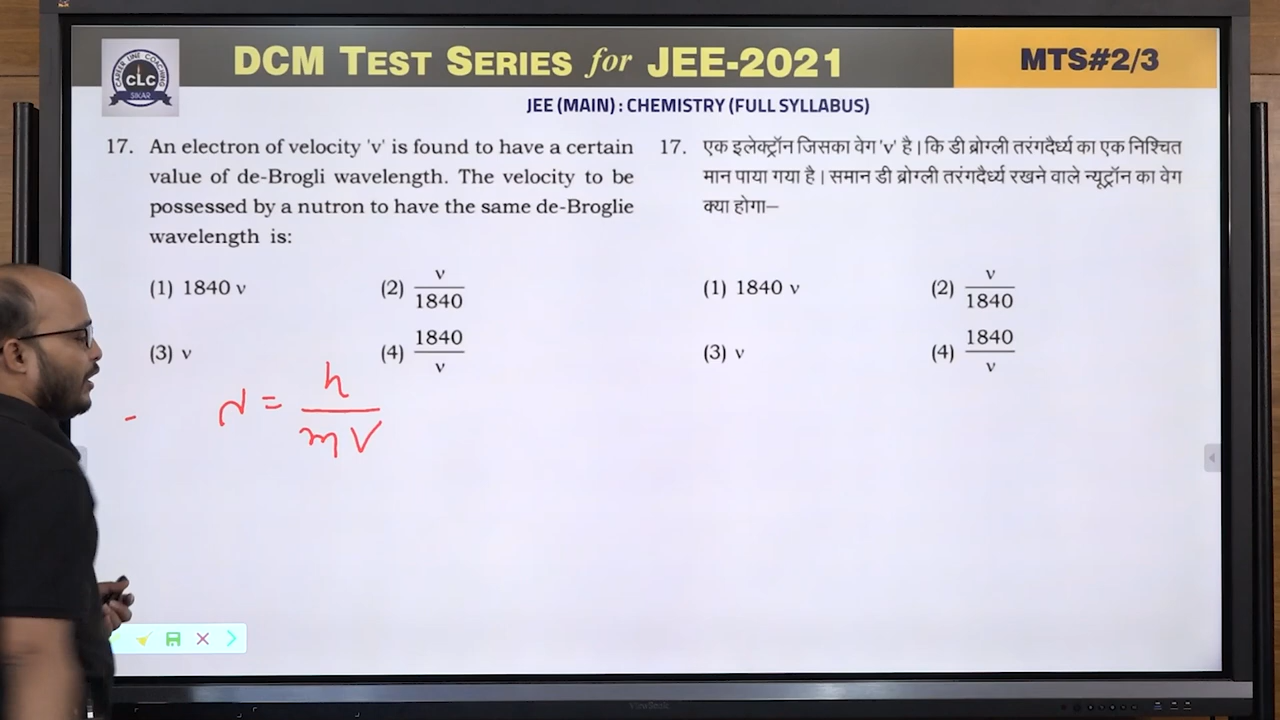 CAREER LINE COACHING
CLC
SIKAR
DCM TEST SERIES for JEE-2021
MTS#2/3
JEE (MAIN) : CHEMISTRY (FULL SYLLABUS)
17. An electron of velocity 'v' is found to have a certain
value of de-Brogli wavelength. The velocity to be
possessed by a nutron to have the same de-Broglie
wavelength is:
(1) 1840 v (2) v/1840
(3) v (4) 1840/v
17. एक इलेक्ट्रॉन जिसका वेग 'v' है। कि डी ब्रोग्ली तरंगदैर्ध्य का एक निश्चित
मान पाया गया है। समान डी ब्रोग्ली तरंगदैर्ध्य रखने वाले न्यूट्रॉन का वेग
क्या होगा–
(1) 1840 v (2) v/1840
(3) v (4) 1840/v
λ = h/mV
ViewBoard